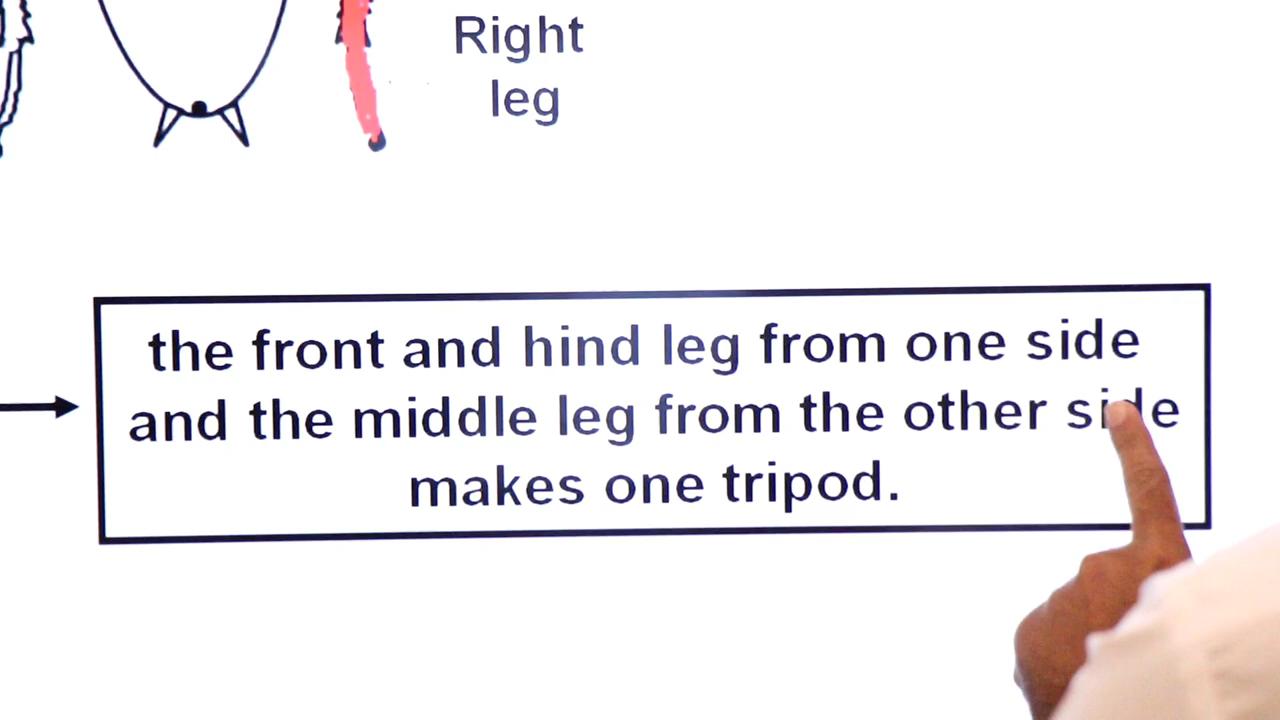 Right
leg
the front and hind leg from one side
and the middle leg from the other side
makes one tripod.